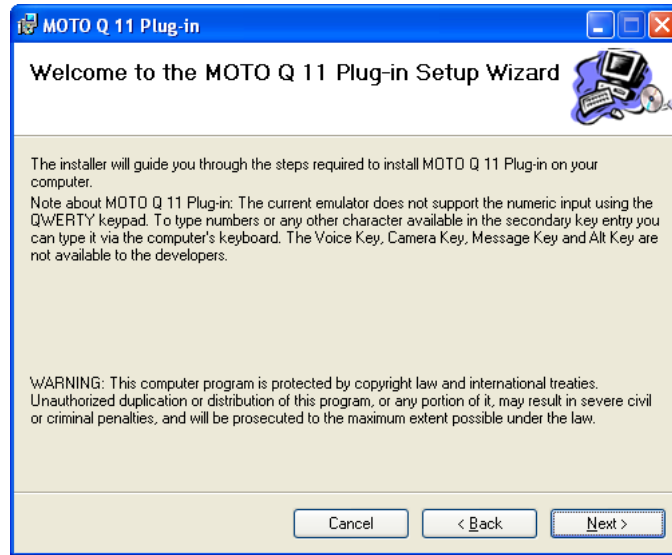 MOTO Q 11 Plug-in
Welcome to the MOTO Q 11 Plug-in Setup Wizard
The installer will guide you through the steps required to install MOTO Q 11 Plug-in on your
computer.
Note about MOTO Q 11 Plug-in: The current emulator does not support the numeric input using the
QWERTY keypad. To type numbers or any other character available in the secondary key entry you
can type it via the computer's keyboard. The Voice Key, Camera Key, Message Key and Alt Key are
not available to the developers.
WARNING: This computer program is protected by copyright law and international treaties.
Unauthorized duplication or distribution of this program, or any portion of it, may result in severe civil
or criminal penalties, and will be prosecuted to the maximum extent possible under the law.
Cancel
< Back
Next >